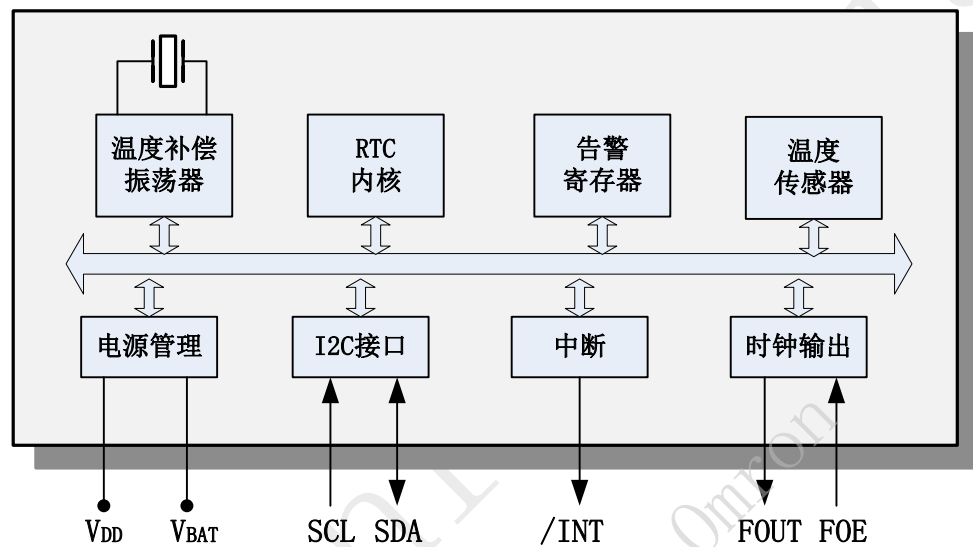 温度补偿
振荡器
RTC
内核
告警
寄存器
温度
传感器
电源管理
I2C接口
中断
时钟输出
VDD
VBAT
SCL SDA
/INT
FOUT FOE
Omron